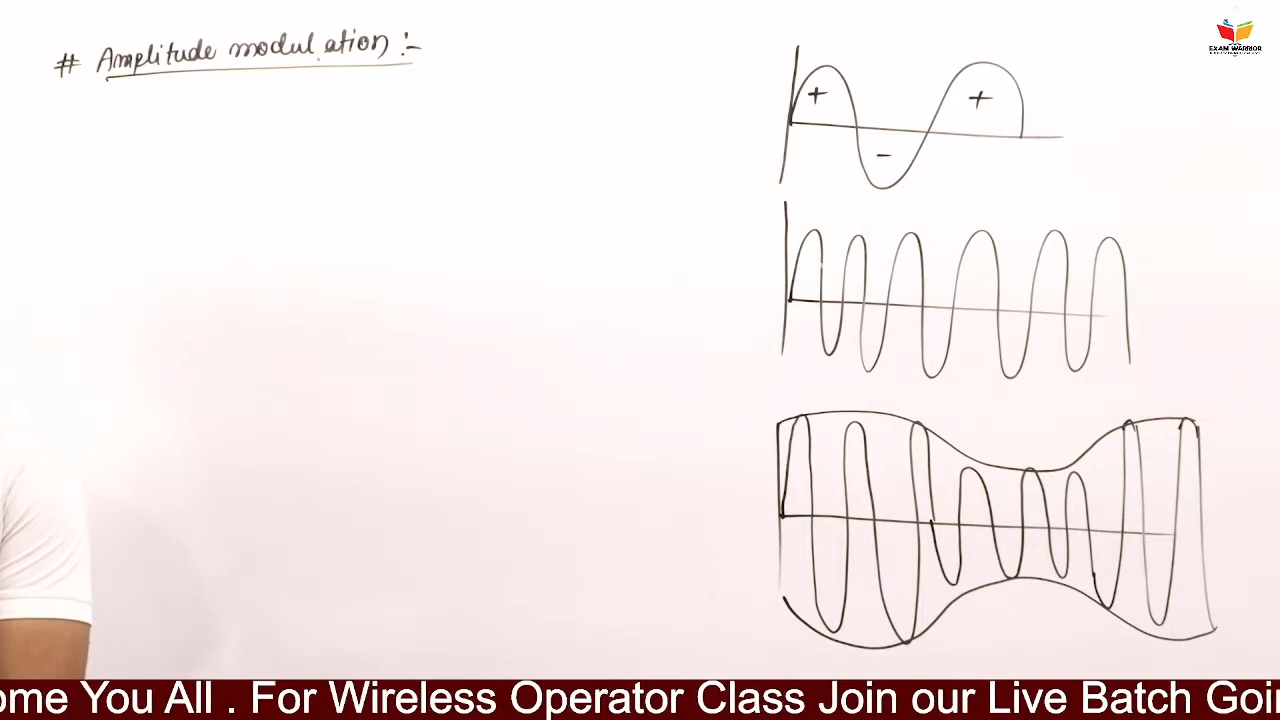 # Amplitude modulation :-
+
+
-
EXAM WARRIOR
ome You All . For Wireless Operator Class Join our Live Batch Goi